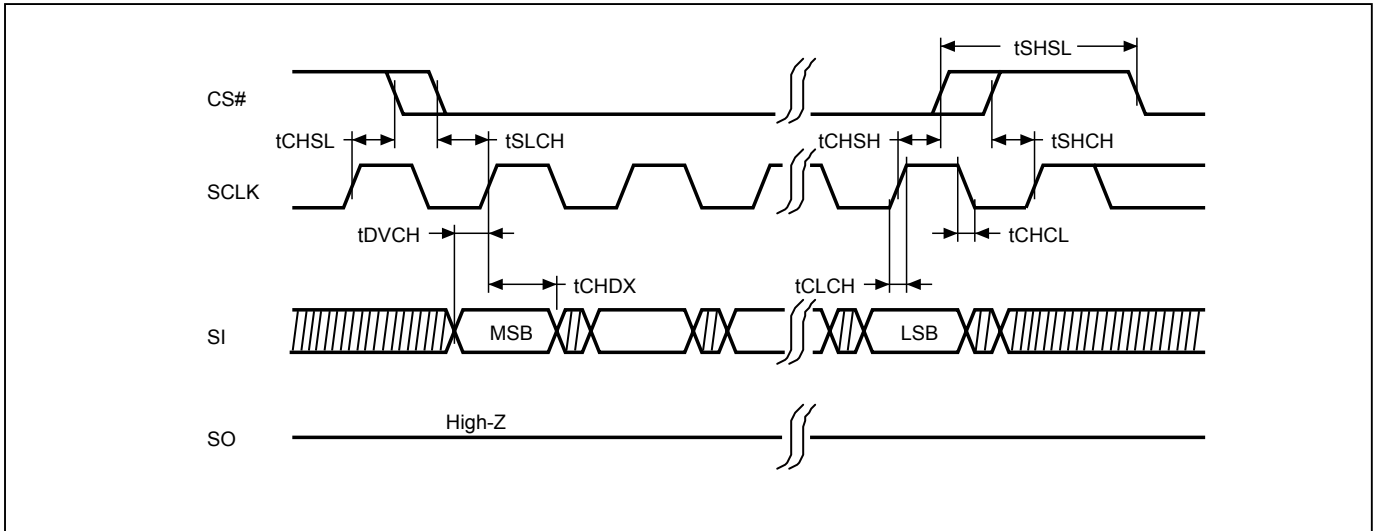 tSHSL
CS#
tCHSL
tSLCH
tCHSH
tSHCH
SCLK
tDVCH
tCHCL
tCHDX
tCLCH
SI
MSB
LSB
High-Z
SO